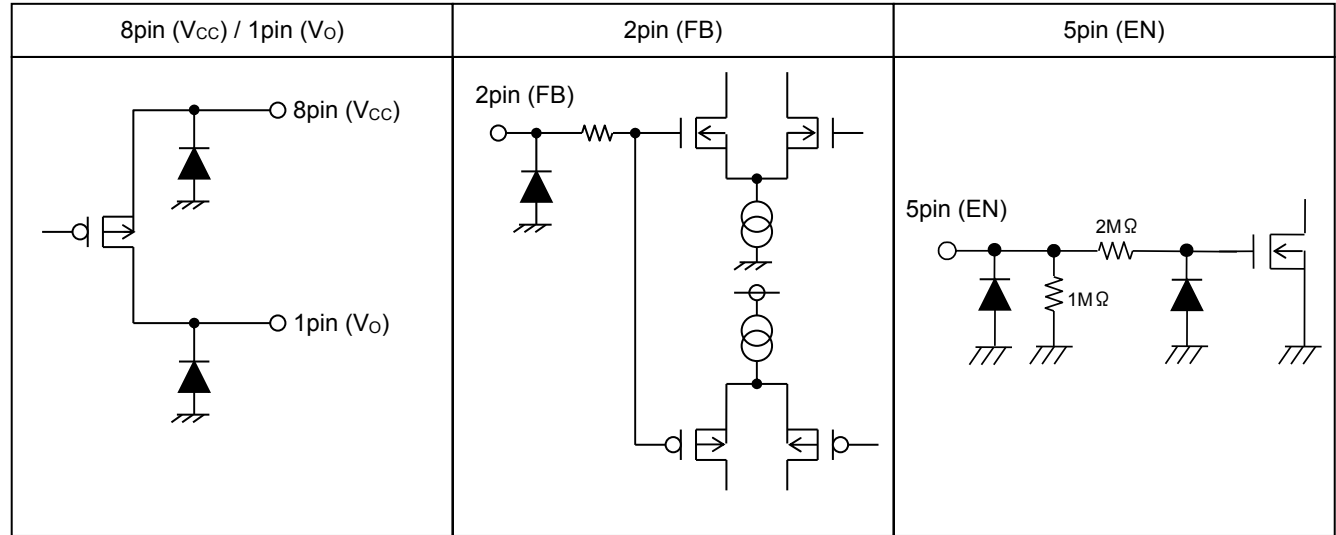 8pin (VCC) / 1pin (VO)
2pin (FB)
5pin (EN)
8pin (VCC)
1pin (VO)
2pin (FB)
5pin (EN)
2MΩ
1MΩ